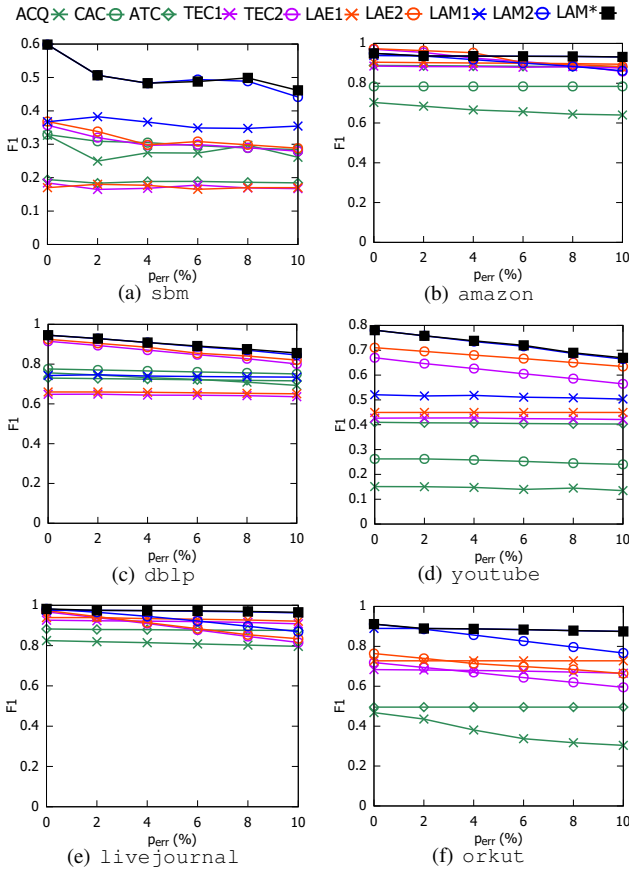 ACQ CAC ATC TEC1 TEC2 LAE1 LAE2 LAM1 LAM2 LAM*
0.6
0.5
0.4
0.3
0.2
0.1
0
F1
0 2 4 6 8 10
perr (%)
(a) sbm
1
0.8
0.6
0.4
0.2
0
F1
0 2 4 6 8 10
perr (%)
(b) amazon
1
0.8
0.6
0.4
0.2
0
F1
0 2 4 6 8 10
perr (%)
(c) dblp
0.8
0.7
0.6
0.5
0.4
0.3
0.2
0.1
0
F1
0 2 4 6 8 10
perr (%)
(d) youtube
1
0.8
0.6
0.4
0.2
0
F1
0 2 4 6 8 10
perr (%)
(e) livejournal
1
0.8
0.6
0.4
0.2
0
F1
0 2 4 6 8 10
perr (%)
(f) orkut